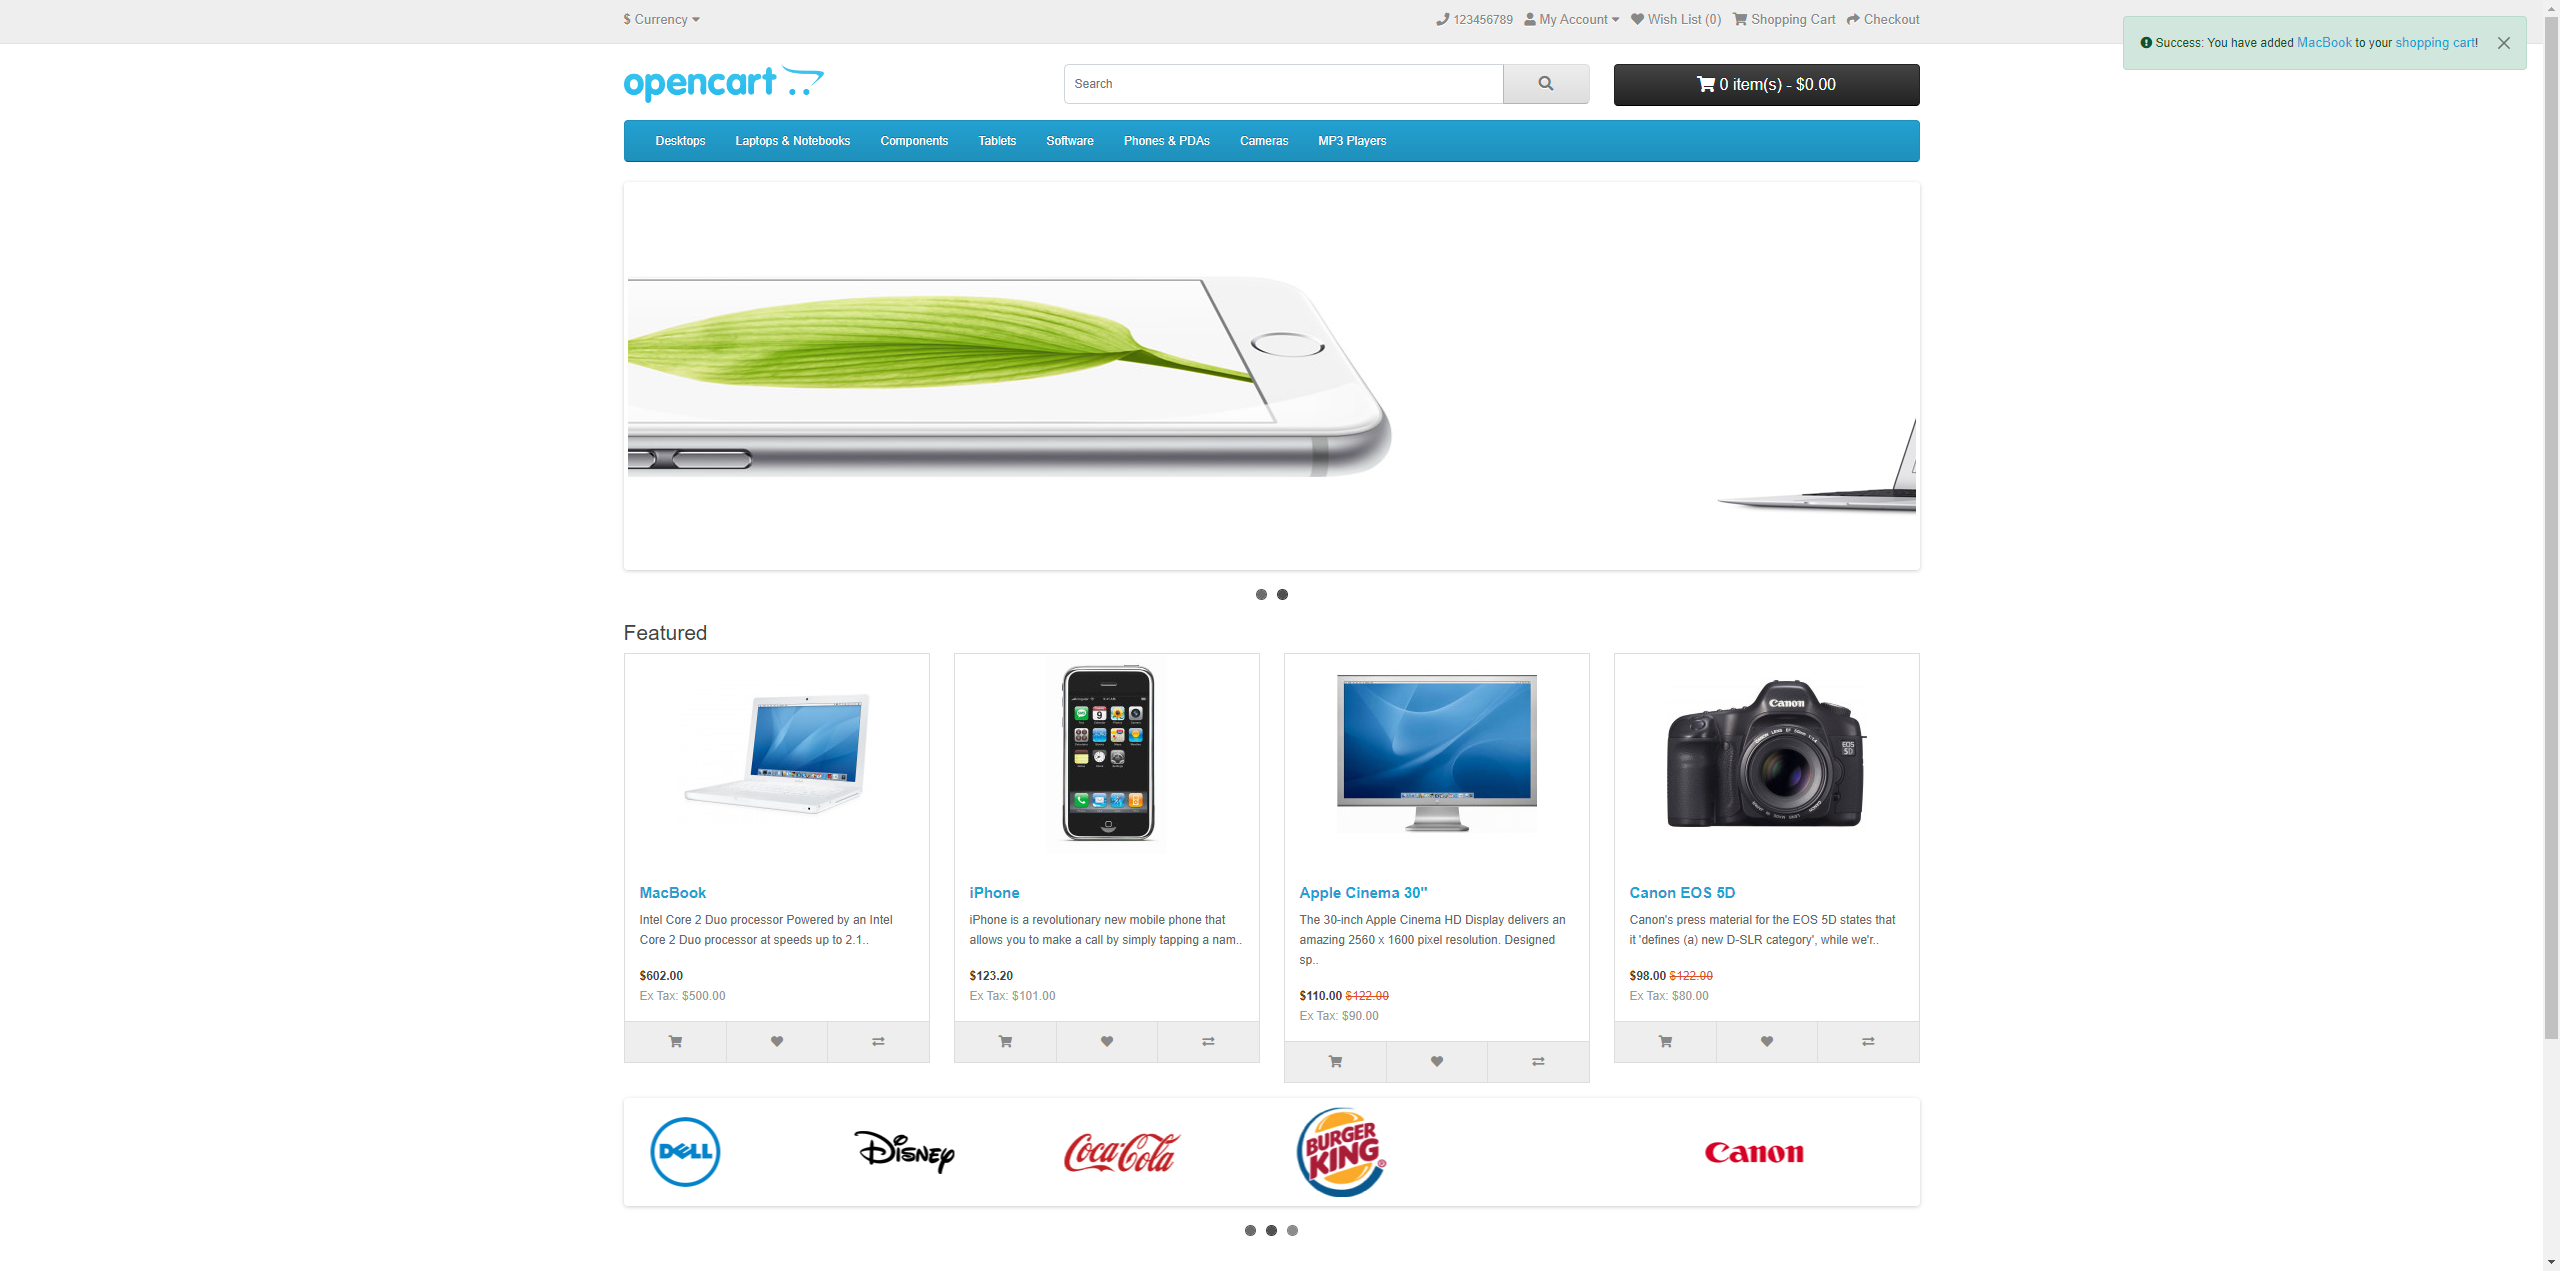 $ Currency
123456789 My Account Wish List (0) Shopping Cart Checkout
Success: You have added MacBook to your shopping cart!
opencart
Search
0 item(s) - $0.00
Desktops Laptops & Notebooks Components Tablets Software Phones & PDAs Cameras MP3 Players
Featured
Canon
EOS 5D
MacBook
Intel Core 2 Duo processor Powered by an Intel
Core 2 Duo processor at speeds up to 2.1..
$602.00
Ex Tax: $500.00
iPhone
iPhone is a revolutionary new mobile phone that
allows you to make a call by simply tapping a nam..
$123.20
Ex Tax: $101.00
Apple Cinema 30"
The 30-inch Apple Cinema HD Display delivers an
amazing 2560 x 1600 pixel resolution. Designed
sp..
$110.00 $122.00
Ex Tax: $90.00
Canon EOS 5D
Canon's press material for the EOS 5D states that
it 'defines (a) new D-SLR category', while we'r..
$98.00 $122.00
Ex Tax: $80.00
DELL
Disney
Coca-Cola
BURGER KING
Canon